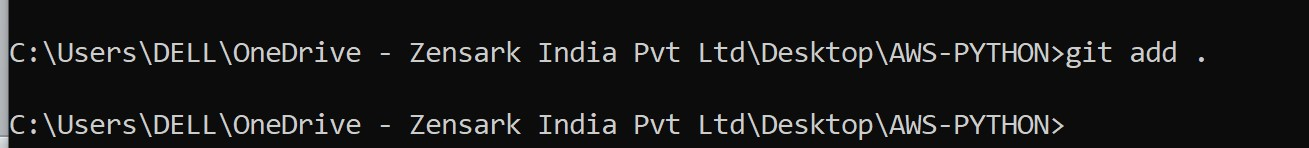 C:\Users\DELL\OneDrive - Zensark India Pvt Ltd\Desktop\AWS-PYTHON>git add .
C:\Users\DELL\OneDrive - Zensark India Pvt Ltd\Desktop\AWS-PYTHON>